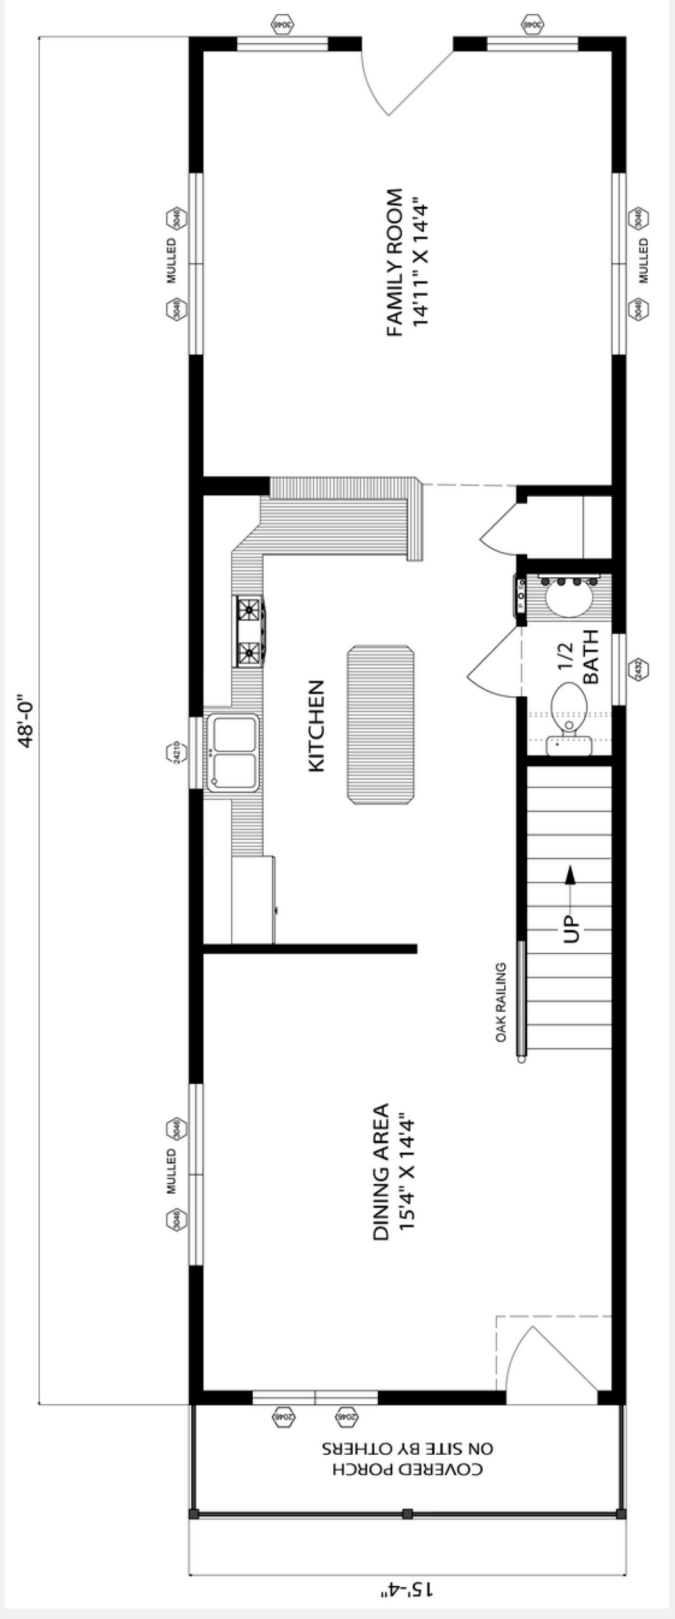 3046
3046
3046
MULLED
3046
3046
MULLED
3046
FAMILY ROOM
14'11" X 14'4"
48'-0"
24210
KITCHEN
1/2
BATH
2432
UP
OAK RAILING
3046
MULLED
3046
DINING AREA
15'4" X 14'4"
2046
2046
COVERED PORCH
ON SITE BY OTHERS
15'-4"